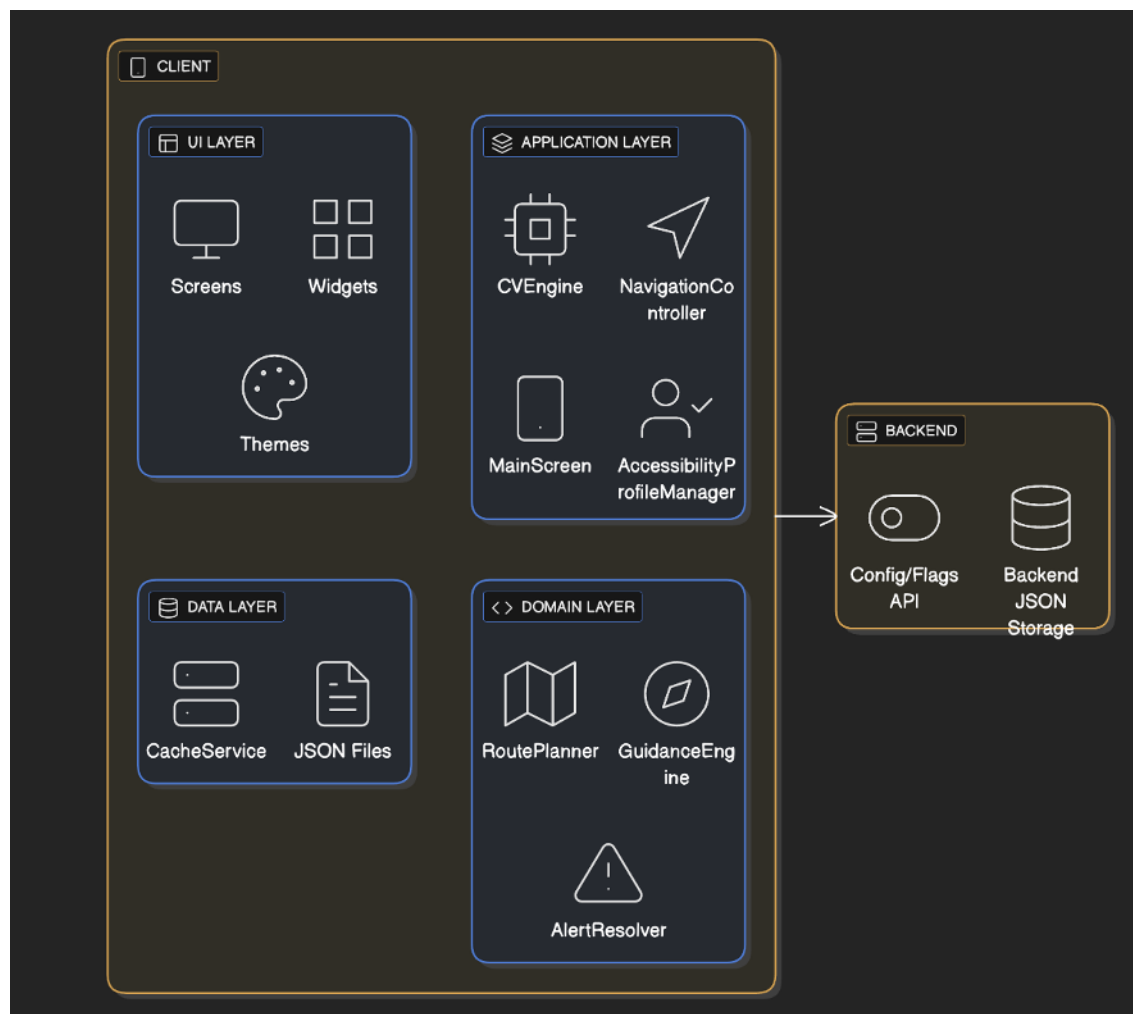 CLIENT
UI LAYER
Screens
Widgets
Themes
APPLICATION LAYER
CVEngine
NavigationCo
ntroller
MainScreen
AccessibilityP
rofileManager
DATA LAYER
CacheService
JSON Files
DOMAIN LAYER
RoutePlanner
GuidanceEng
ine
AlertResolver
BACKEND
Config/Flags
API
Backend
JSON
Storage